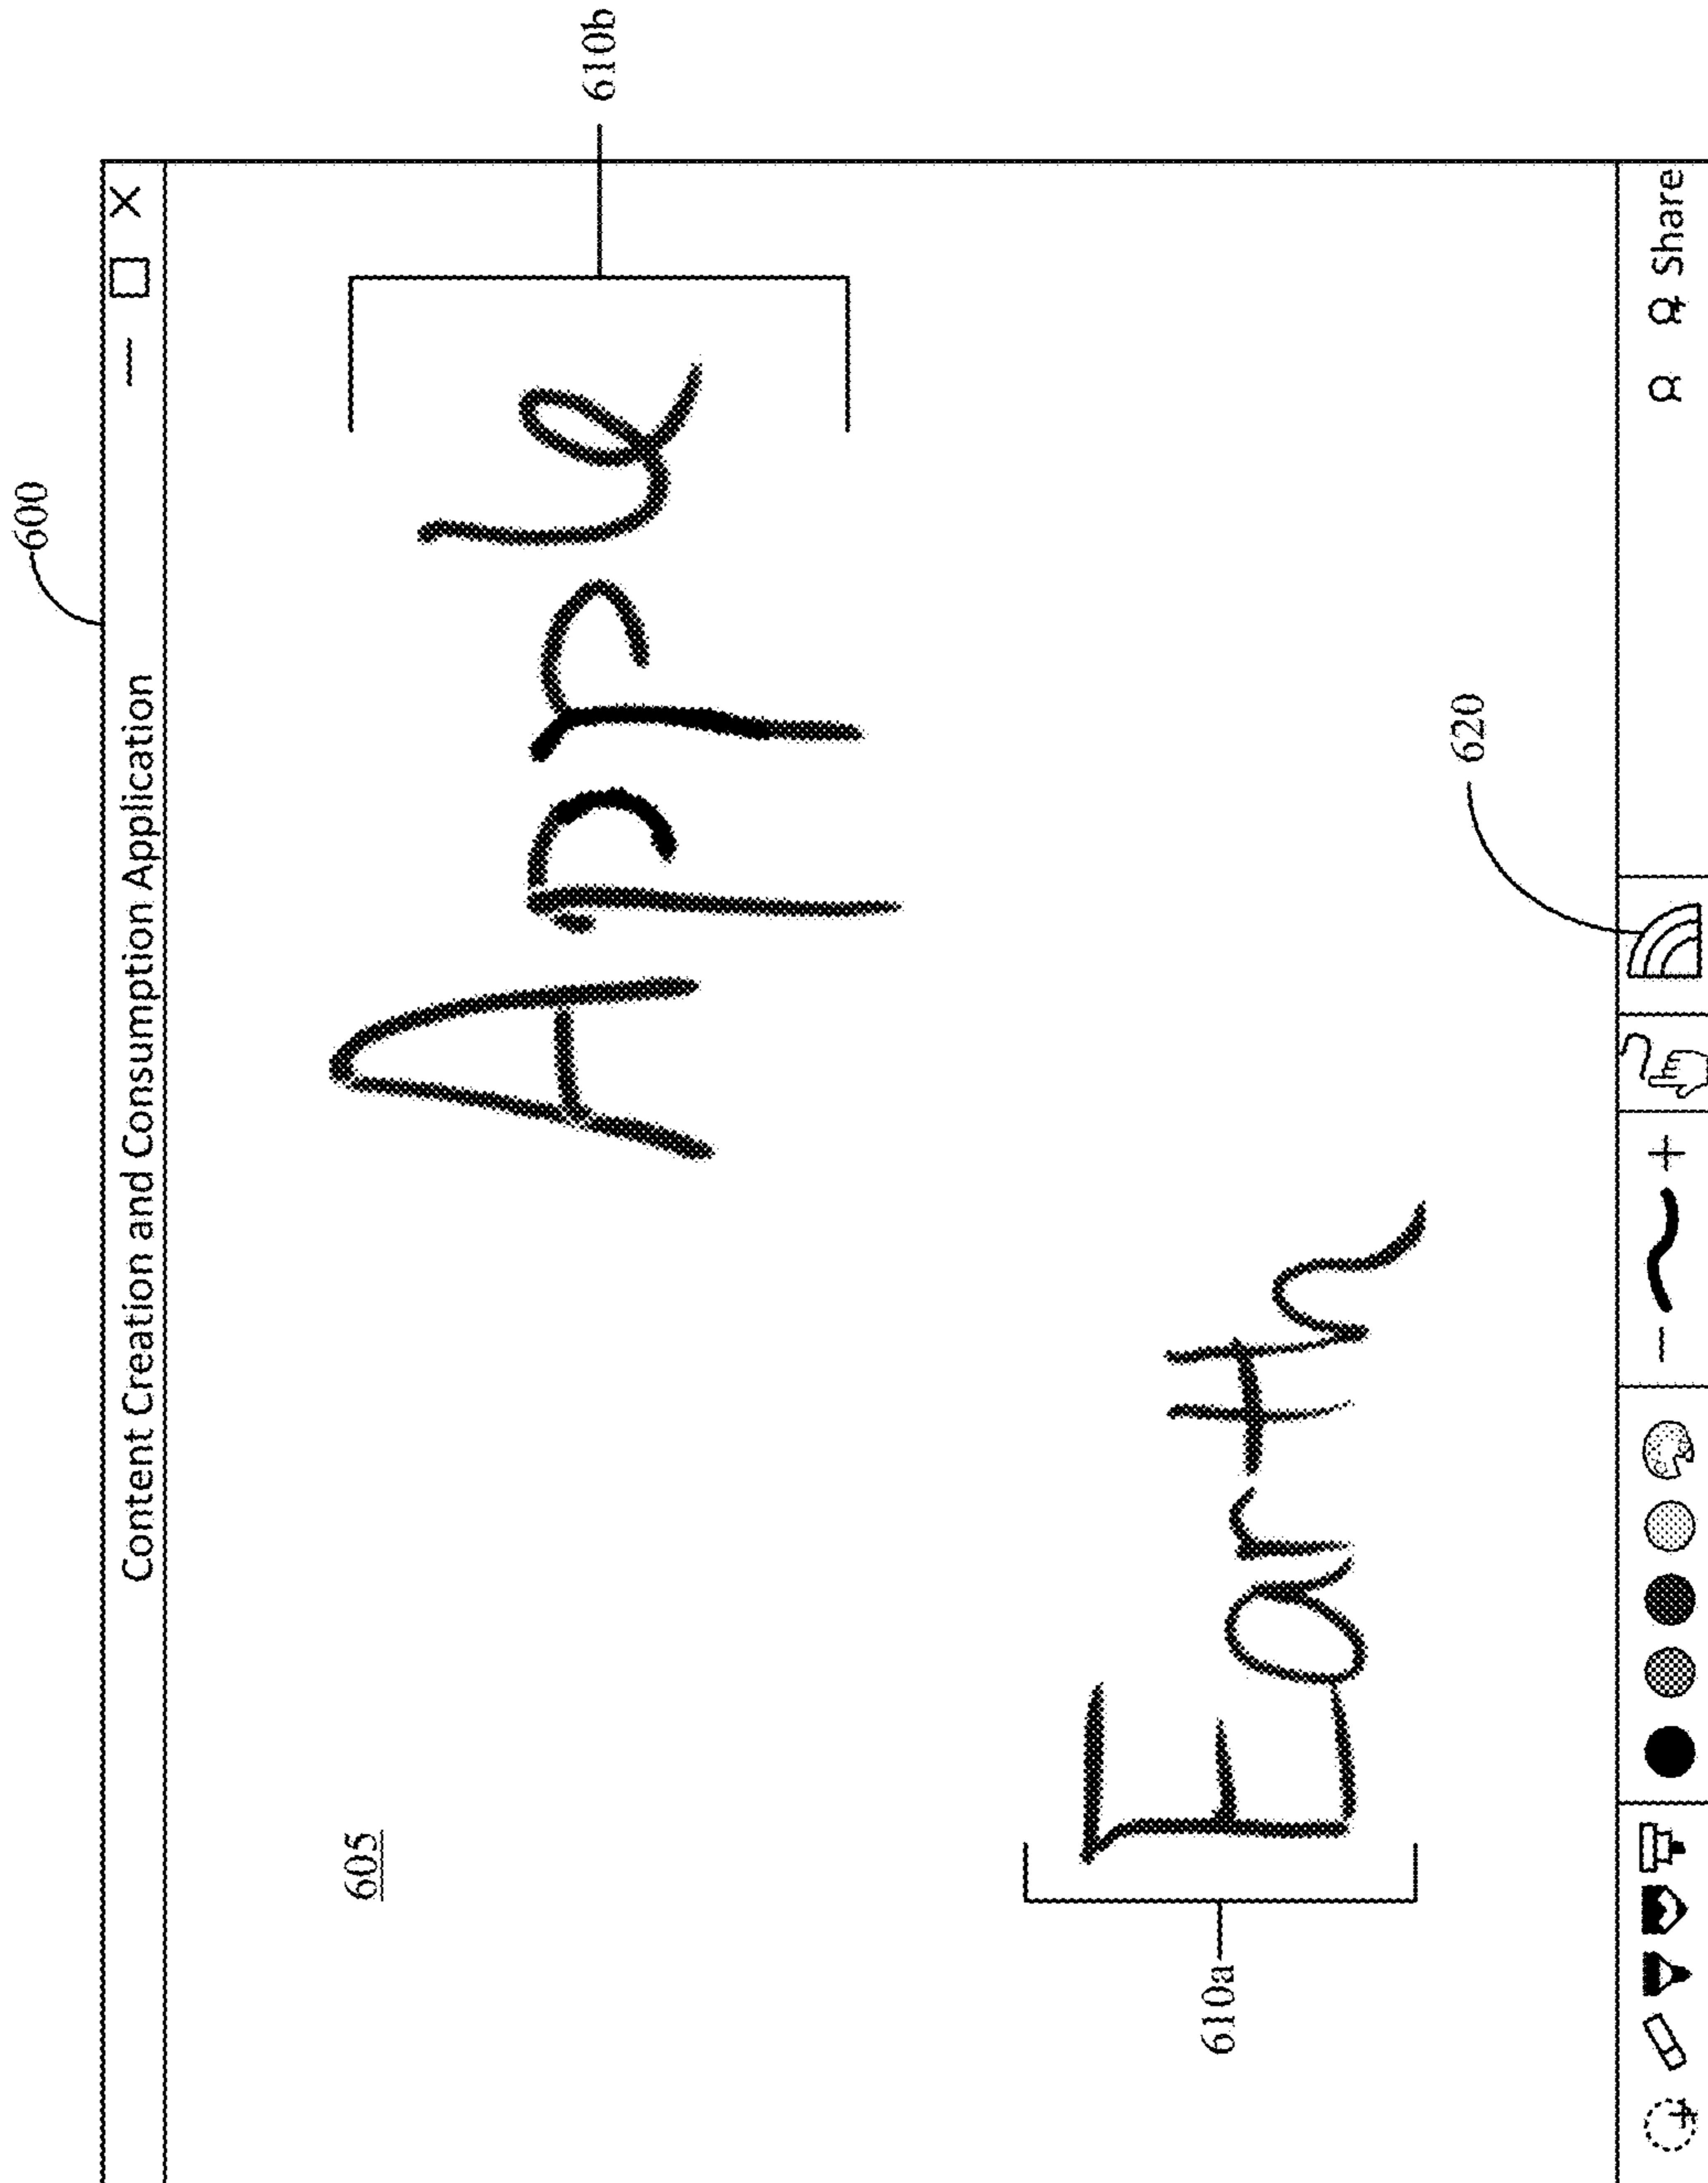 600
Content Creation and Consumption Application
605
Apple
610b
610a
Earth
620
Share